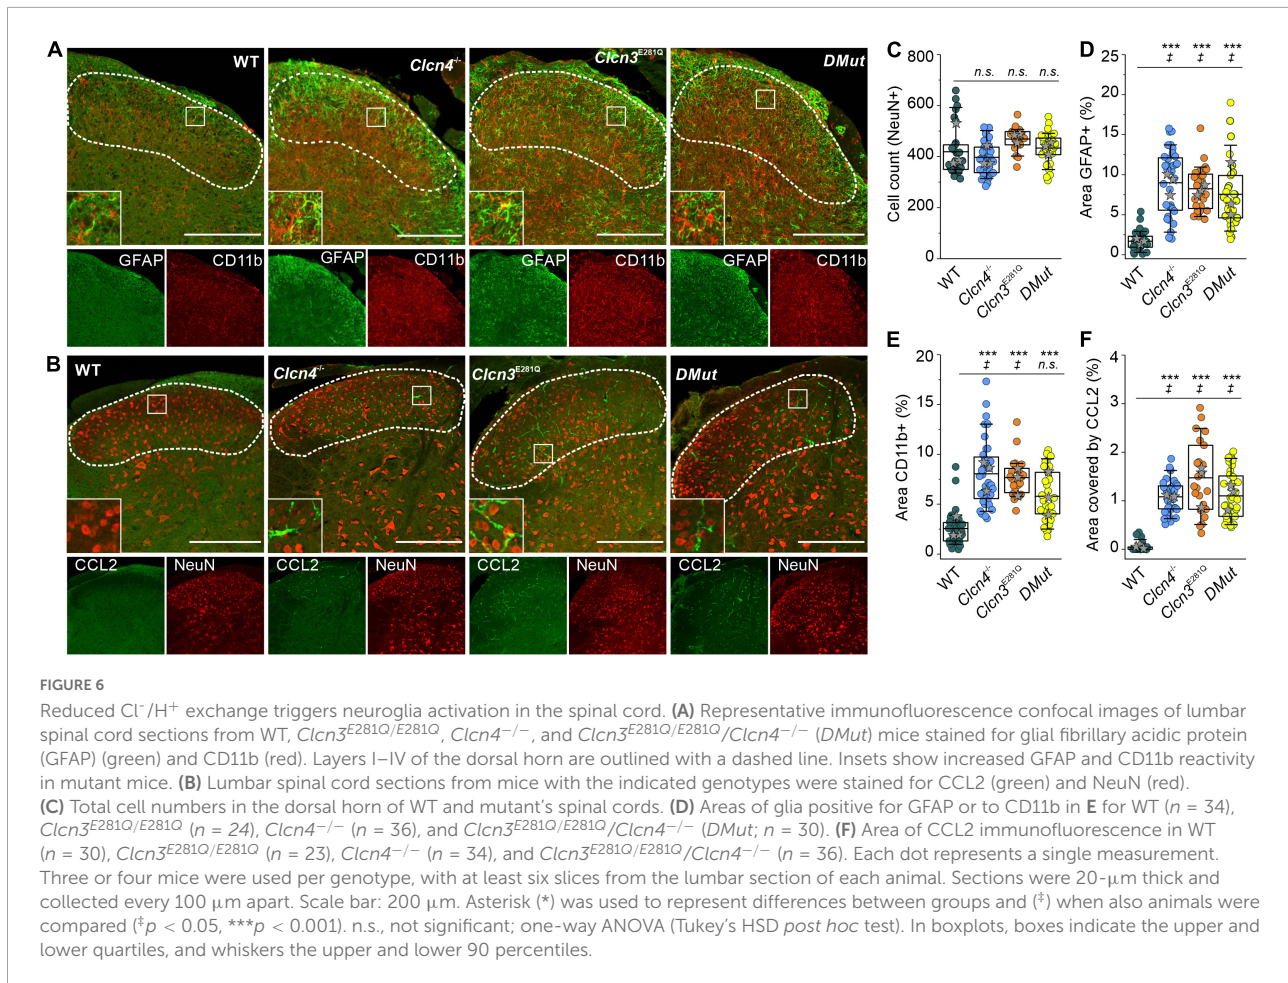 A
WT
Clcn4-/-
Clcn3E281Q
DMut
GFAP
CD11b
GFAP
CD11b
GFAP
CD11b
GFAP
CD11b
B
WT
Clcn4-/-
Clcn3E281Q
DMut
CCL2
NeuN
CCL2
NeuN
CCL2
NeuN
CCL2
NeuN
C
800
600
400
200
0
Cell count (NeuN+)
n.s. n.s. n.s.
WT
Clcn4-/-
Clcn3E281Q
DMut
D
25
20
15
10
5
0
Area GFAP+ (%)
*** *** ***
‡ ‡ ‡
WT
Clcn4-/-
Clcn3E281Q
DMut
E
20
15
10
5
0
Area CD11b+ (%)
*** *** ***
‡ ‡ n.s.
WT
Clcn4-/-
Clcn3E281Q
DMut
F
4
3
2
1
0
Area covered by CCL2 (%)
*** *** ***
‡ ‡ ‡
WT
Clcn4-/-
Clcn3E281Q
DMut
FIGURE 6
Reduced Cl-/H+ exchange triggers neuroglia activation in the spinal cord. (A) Representative immunofluorescence confocal images of lumbar
spinal cord sections from WT, Clcn3E281Q/E281Q, Clcn4−/−, and Clcn3E281Q/E281Q/Clcn4−/− (DMut) mice stained for glial fibrillary acidic protein
(GFAP) (green) and CD11b (red). Layers I–IV of the dorsal horn are outlined with a dashed line. Insets show increased GFAP and CD11b reactivity
in mutant mice. (B) Lumbar spinal cord sections from mice with the indicated genotypes were stained for CCL2 (green) and NeuN (red).
(C) Total cell numbers in the dorsal horn of WT and mutant's spinal cords. (D) Areas of glia positive for GFAP or to CD11b in E for WT (n = 34),
Clcn3E281Q/E281Q (n = 24), Clcn4−/− (n = 36), and Clcn3E281Q/E281Q/Clcn4−/− (DMut; n = 30). (F) Area of CCL2 immunofluorescence in WT
(n = 30), Clcn3E281Q/E281Q (n = 23), Clcn4−/− (n = 34), and Clcn3E281Q/E281Q/Clcn4−/− (n = 36). Each dot represents a single measurement.
Three or four mice were used per genotype, with at least six slices from the lumbar section of each animal. Sections were 20-μm thick and
collected every 100 μm apart. Scale bar: 200 μm. Asterisk (*) was used to represent differences between groups and (‡) when also animals were
compared (‡p < 0.05, ***p < 0.001). n.s., not significant; one-way ANOVA (Tukey's HSD post hoc test). In boxplots, boxes indicate the upper and
lower quartiles, and whiskers the upper and lower 90 percentiles.